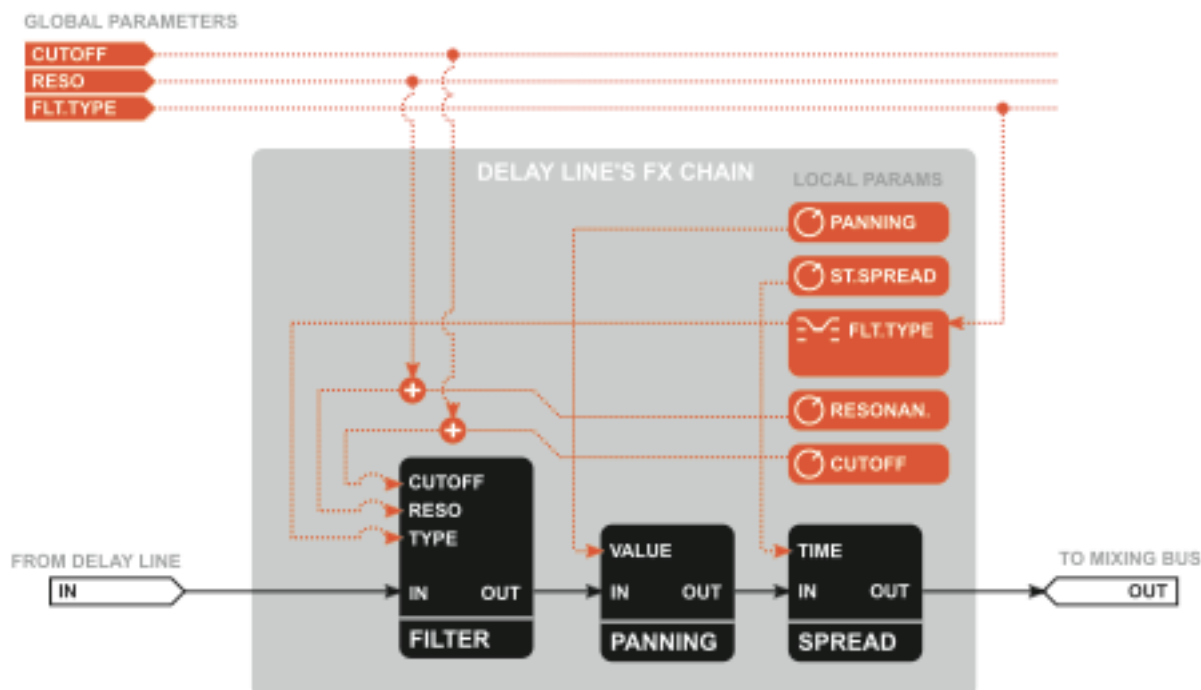 GLOBAL PARAMETERS
CUTOFF
RESO
FLT.TYPE
DELAY LINE'S FX CHAIN
LOCAL PARAMS
PANNING
ST.SPREAD
FLT.TYPE
RESONAN.
CUTOFF
CUTOFF
RESO
TYPE
IN OUT
FILTER
VALUE
IN OUT
PANNING
TIME
IN OUT
SPREAD
FROM DELAY LINE
IN
TO MIXING BUS
OUT